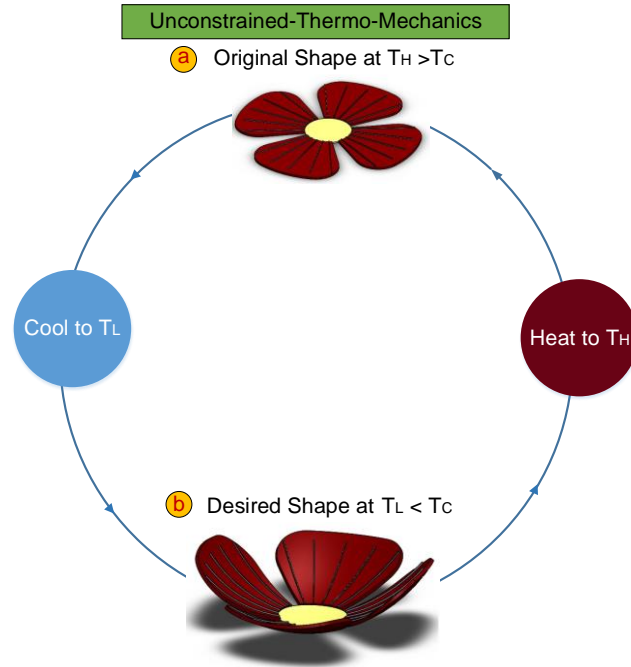 Unconstrained-Thermo-Mechanics
a Original Shape at TH >TC
Cool to TL
Heat to TH
b Desired Shape at TL < TC